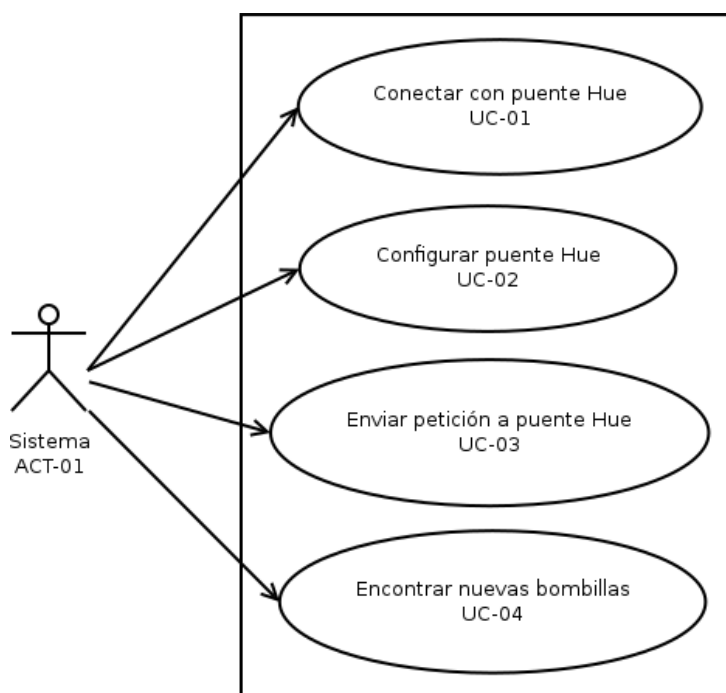 Conectar con puente Hue
UC-01
Configurar puente Hue
UC-02
Sistema
ACT-01
Enviar petición a puente Hue
UC-03
Encontrar nuevas bombillas
UC-04